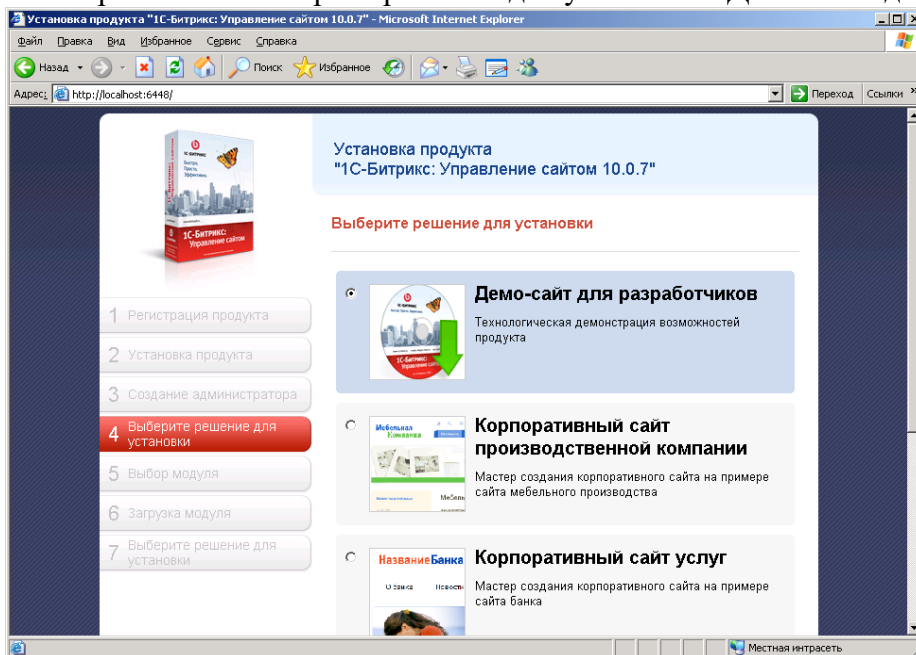 Установка продукта "1С-Битрикс: Управление сайтом 10.0.7" - Microsoft Internet Explorer
Файл Правка Вид Избранное Сервис Справка
Назад Поиск Избранное
Адрес: http://localhost:6448/ Переход Ссылки »
Установка продукта
"1С-Битрикс: Управление сайтом 10.0.7"
1С-Битрикс:
Управление сайтом
Выберите решение для установки
1 Регистрация продукта
2 Установка продукта
3 Создание администратора
4 Выберите решение для
установки
5 Выбор модуля
6 Загрузка модуля
7 Выберите решение для
установки
Демо-сайт для разработчиков
Технологическая демонстрация возможностей
продукта
Мебельная
Компания
Корпоративный сайт
производственной компании
Мастер создания корпоративного сайта на примере
сайта мебельного производства
НазваниеБанка
О банке Новости
Корпоративный сайт услуг
Мастер создания корпоративного сайта на примере
сайта банка
Местная интрасеть